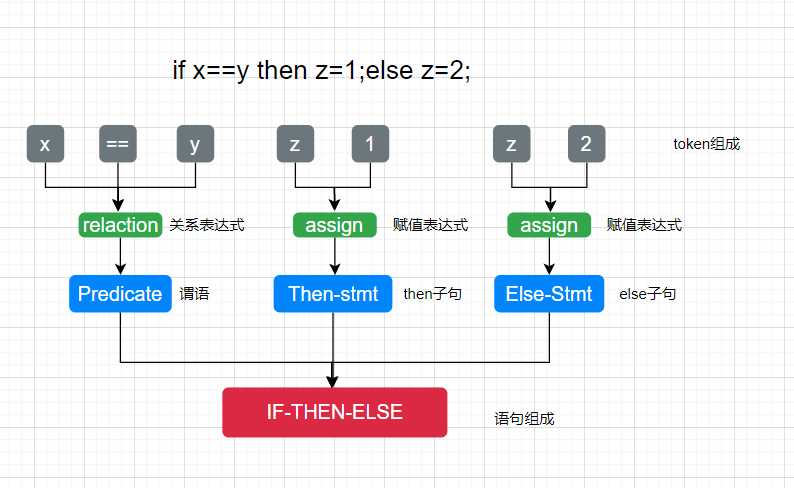 if x==y then z=1;else z=2;
x == y z 1 z 2 token组成
relaction 关系表达式 assign 赋值表达式 assign 赋值表达式
Predicate 谓语 Then-stmt then子句 Else-Stmt else子句
IF-THEN-ELSE 语句组成